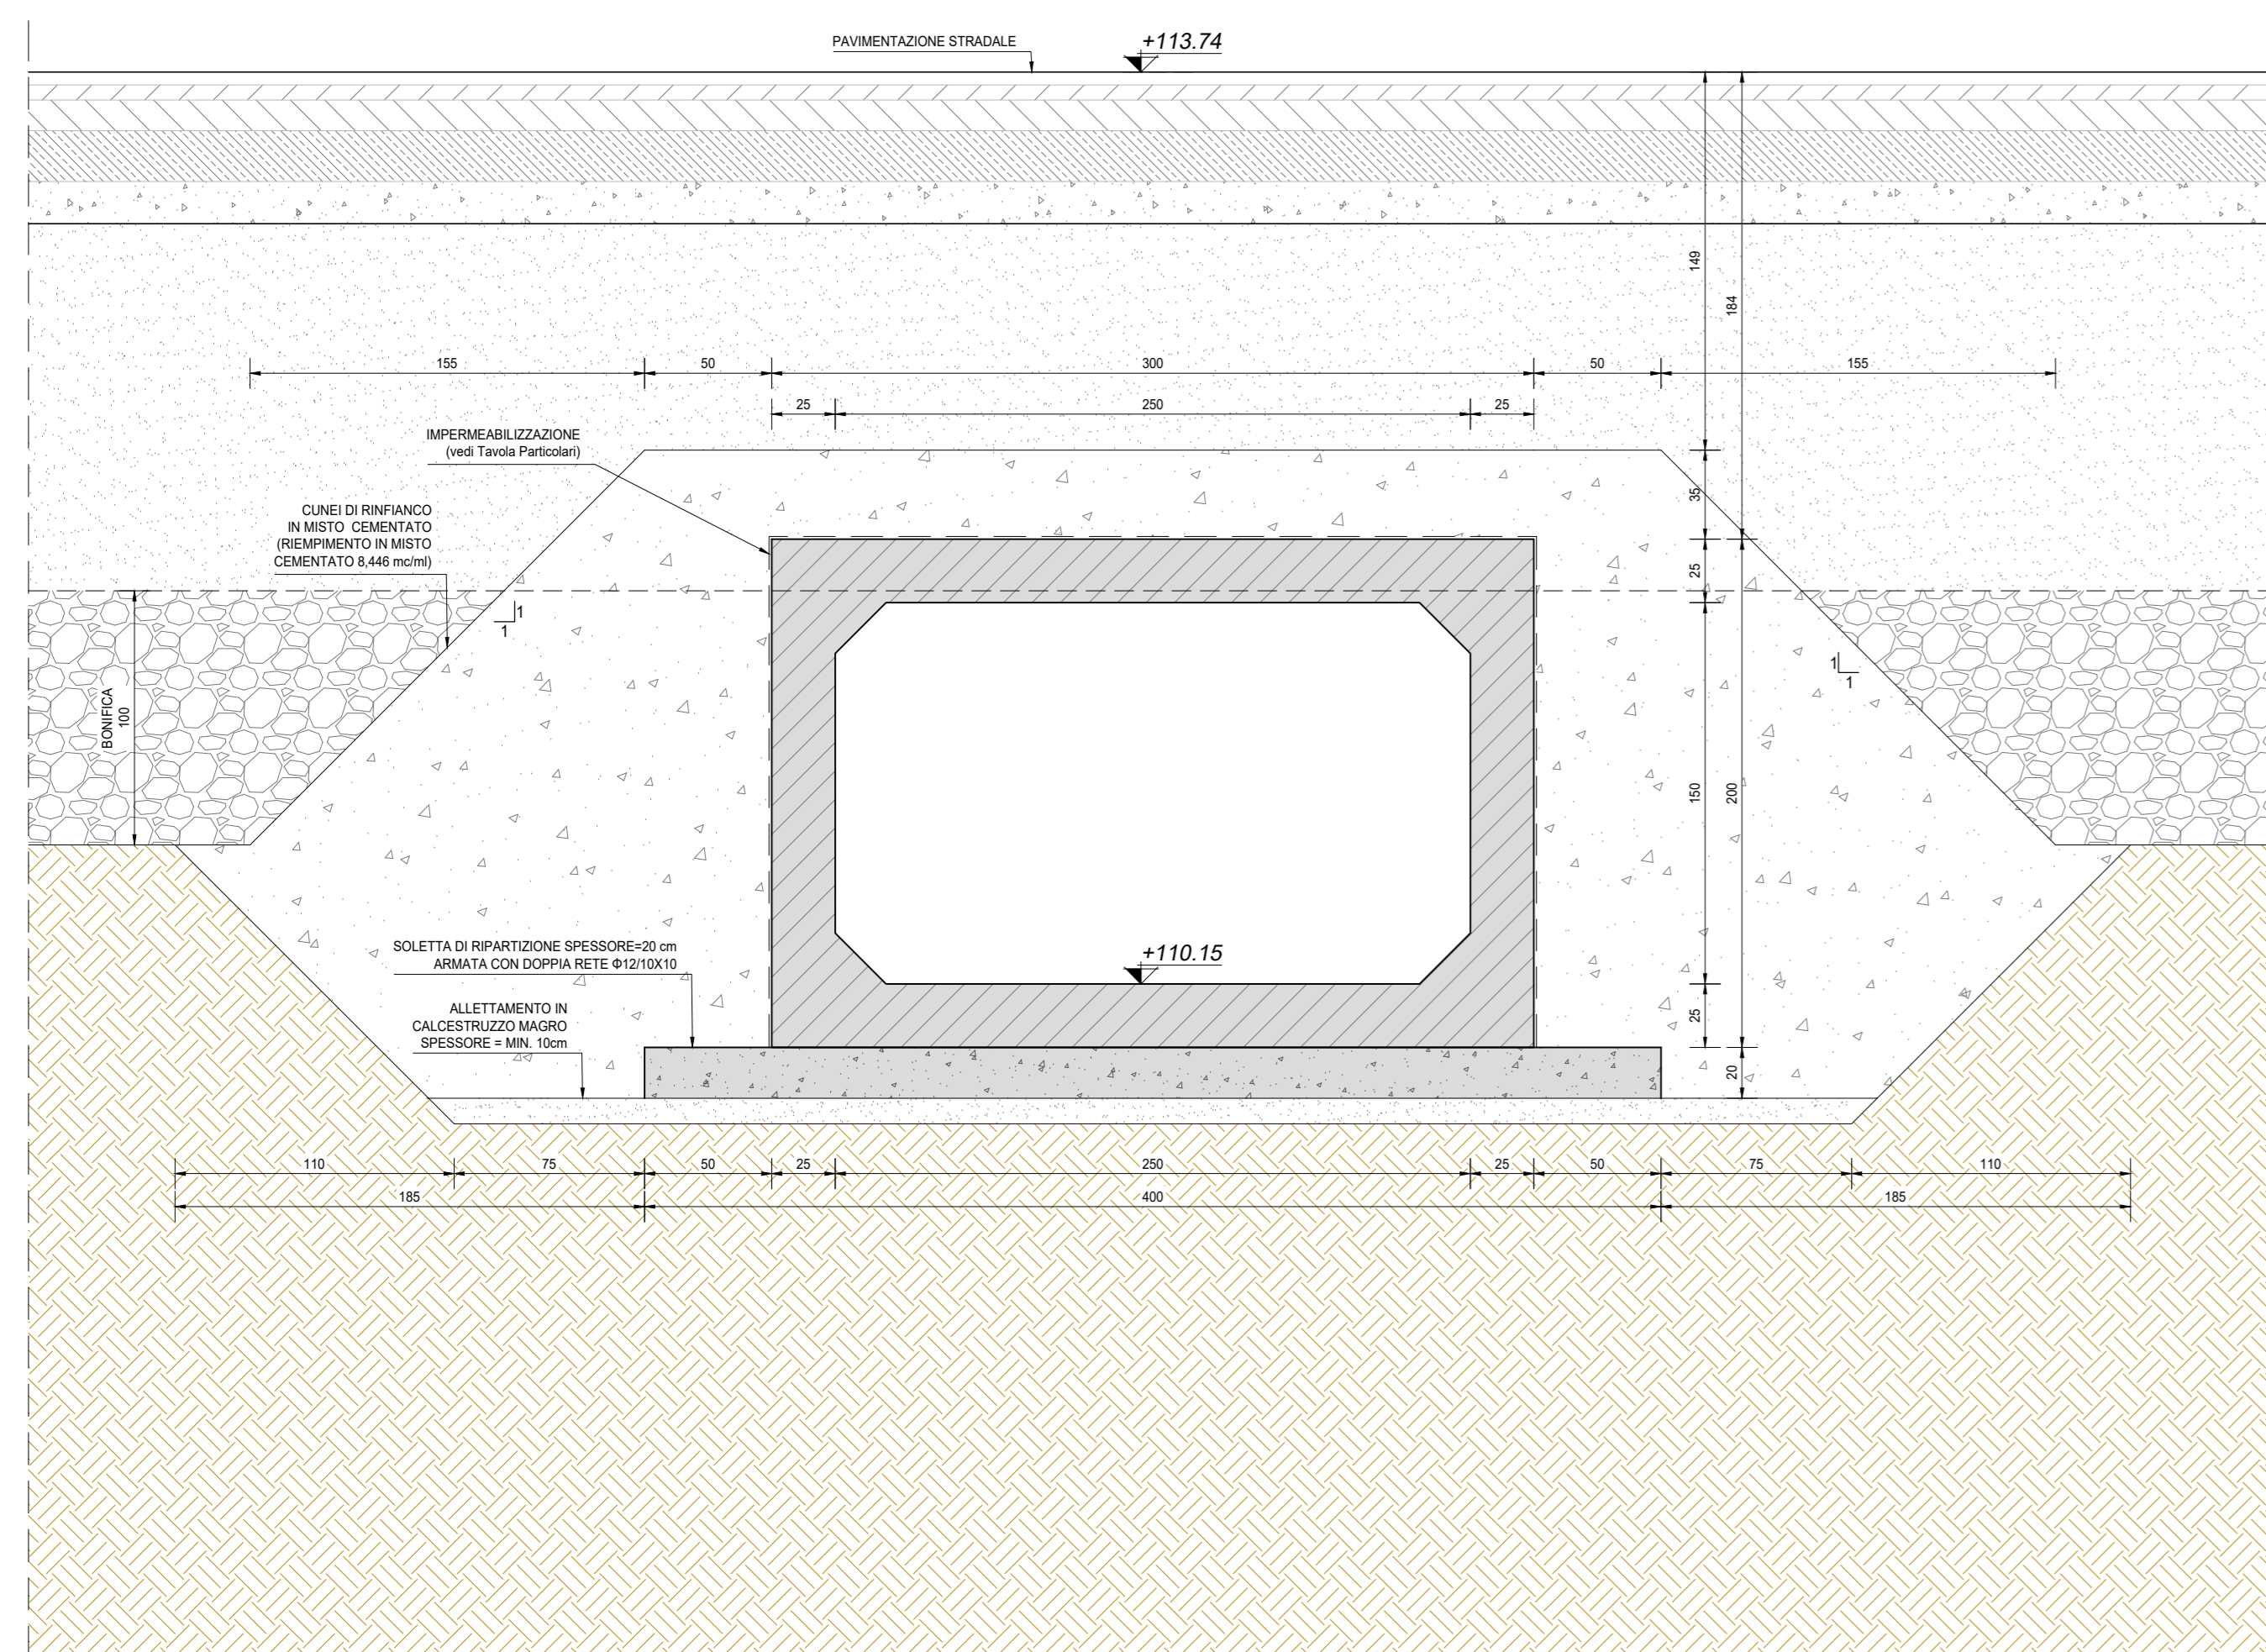 PAVIMENTAZIONE STRADALE
+113.74
149
184
155
50
300
50
155
25
250
25
IMPERMEABILIZZAZIONE
(vedi Tavola Particolari)
35
CUNEI DI RINFIANCO
IN MISTO CEMENTATO
(RIEMPIMENTO IN MISTO
CEMENTATO 8,446 mc/ml)
25
1
1
1
1
BONIFICA
100
150
200
SOLETTA DI RIPARTIZIONE SPESSORE=20 cm
ARMATA CON DOPPIA RETE Φ12/10X10
+110.15
ALLETTAMENTO IN
CALCESTRUZZO MAGRO
SPESSORE = MIN. 10cm
25
20
110
75
50
25
250
25
50
75
110
185
400
185